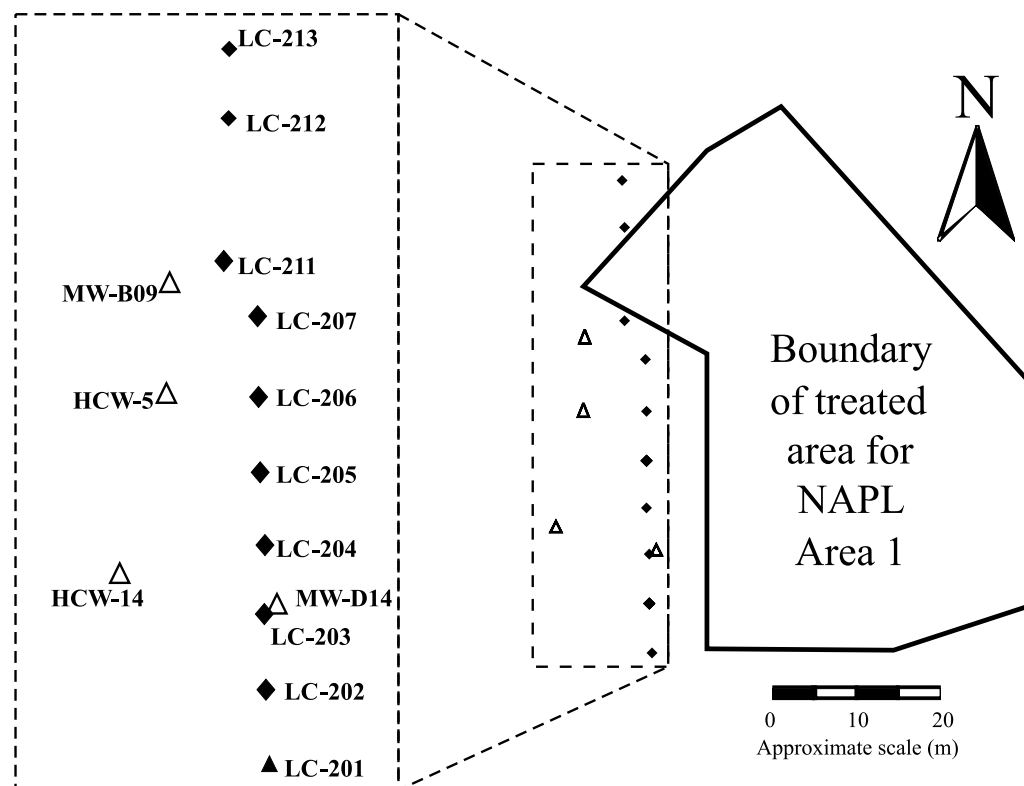 LC-213
LC-212
N
LC-211
MW-B09
LC-207
HCW-5
LC-206
LC-205
LC-204
HCW-14
MW-D14
LC-203
LC-202
LC-201
Boundary
of treated
area for
NAPL
Area 1
0 10 20
Approximate scale (m)